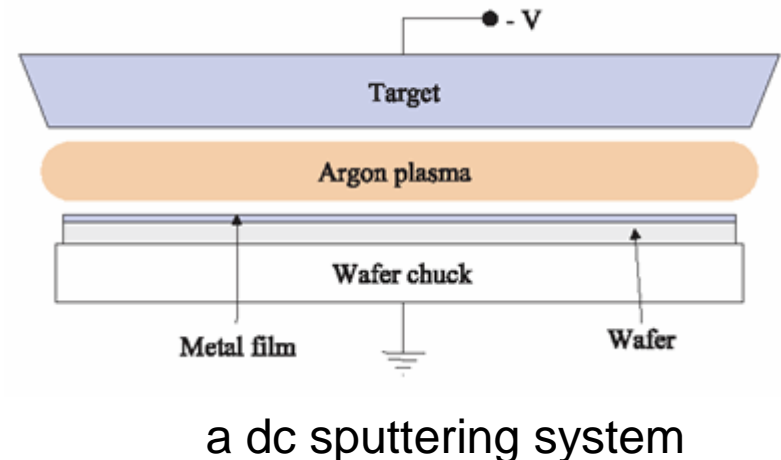 - V
Target
Argon plasma
Wafer chuck
Metal film
Wafer
a dc sputtering system